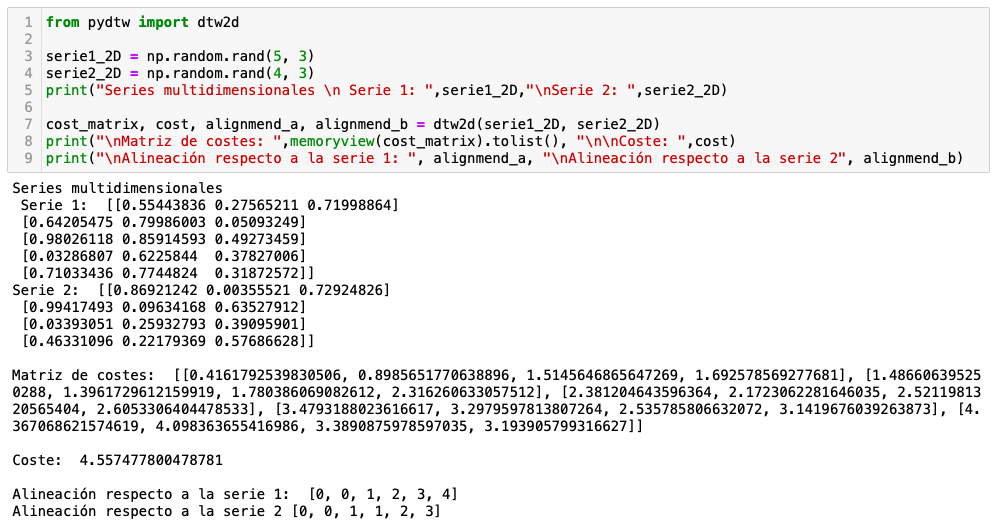 1 from pydtw import dtw2d
2
3 serie1_2D = np.random.rand(5, 3)
4 serie2_2D = np.random.rand(4, 3)
5 print("Series multidimensionales \n Serie 1: ",serie1_2D,"\nSerie 2: ",serie2_2D)
6
7 cost_matrix, cost, alignmend_a, alignmend_b = dtw2d(serie1_2D, serie2_2D)
8 print("\nMatriz de costes: ",memoryview(cost_matrix).tolist(), "\n\nCoste: ",cost)
9 print("\nAlineación respecto a la serie 1: ", alignmend_a, "\nAlineación respecto a la serie 2", alignmend_b)
Series multidimensionales
Serie 1: [[0.55443836 0.27565211 0.71998864]
[0.64205475 0.79986003 0.05093249]
[0.98026118 0.85914593 0.49273459]
[0.03286807 0.6225844 0.37827006]
[0.71033436 0.7744824 0.31872572]]
Serie 2: [[0.86921242 0.00355521 0.72924826]
[0.99417493 0.09634168 0.63527912]
[0.03393051 0.25932793 0.39095901]
[0.46331096 0.22179369 0.57686628]]
Matriz de costes: [[0.4161792539830506, 0.8985651770638896, 1.5145646865647269, 1.692578569277681], [1.48660639525
0288, 1.3961729612159919, 1.780386069082612, 2.316260633057512], [2.381204643596364, 2.1723062281646035, 2.52119813
20565404, 2.6053306404478533], [3.4793188023616617, 3.2979597813807264, 2.535785806632072, 3.1419676039263873], [4.
367068621574619, 4.098363655416986, 3.3890875978597035, 3.193905799316627]]
Coste: 4.557477800478781
Alineación respecto a la serie 1: [0, 0, 1, 2, 3, 4]
Alineación respecto a la serie 2 [0, 0, 1, 1, 2, 3]